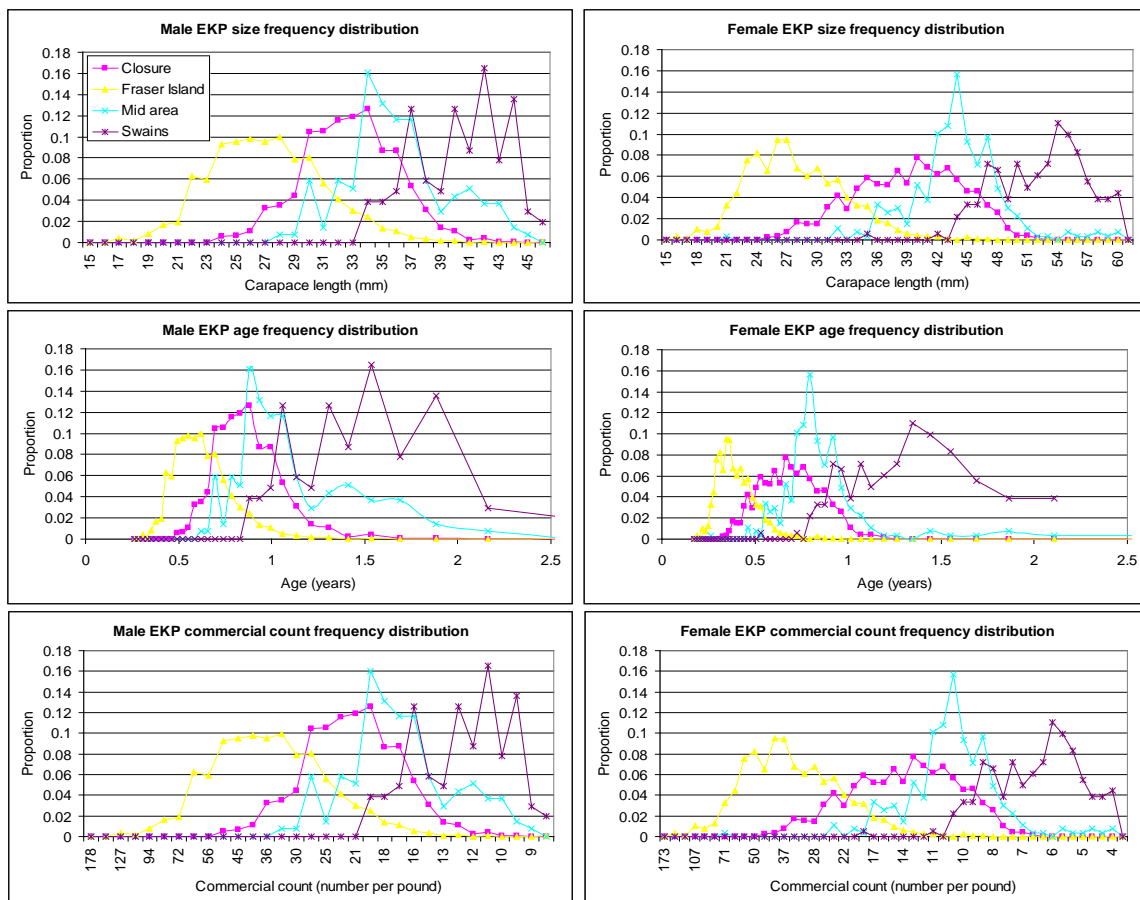 Male EKP size frequency distribution
0.18
0.16
0.14
0.12
0.1
0.08
0.06
0.04
0.02
0
Proportion
Closure
Fraser Island
Mid area
Swains
15 17 19 21 23 25 27 29 31 33 35 37 39 41 43 45
Carapace length (mm)
Female EKP size frequency distribution
0.18
0.16
0.14
0.12
0.1
0.08
0.06
0.04
0.02
0
Proportion
15 18 21 24 27 30 33 36 39 42 45 48 51 54 57 60
Carapace length (mm)
Male EKP age frequency distribution
0.18
0.16
0.14
0.12
0.1
0.08
0.06
0.04
0.02
0
Proportion
0 0.5 1 1.5 2 2.5
Age (years)
Female EKP age frequency distribution
0.18
0.16
0.14
0.12
0.1
0.08
0.06
0.04
0.02
0
Proportion
0 0.5 1 1.5 2 2.5
Age (years)
Male EKP commercial count frequency distribution
0.18
0.16
0.14
0.12
0.1
0.08
0.06
0.04
0.02
0
Proportion
178 127 94 72 56 45 36 30 25 21 18 16 13 12 10 9
Commercial count (number per pound)
Female EKP commercial count frequency distribution
0.18
0.16
0.14
0.12
0.1
0.08
0.06
0.04
0.02
0
Proportion
173 107 71 50 37 28 22 17 14 11 10 8 7 6 5 4
Commercial count (number per pound)